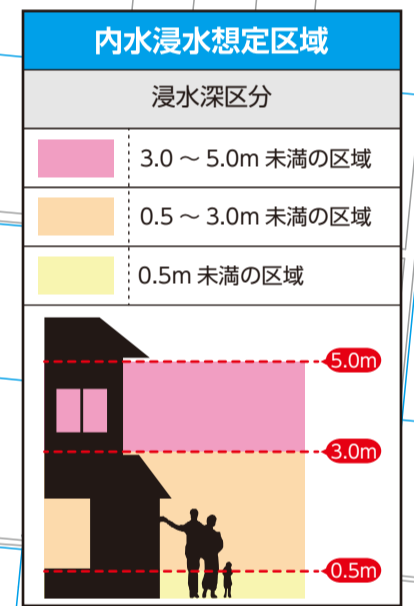 内水浸水想定区域
浸水深区分
3.0 ～ 5.0m 未満の区域
0.5 ～ 3.0m 未満の区域
0.5m 未満の区域
5.0m
3.0m
0.5m